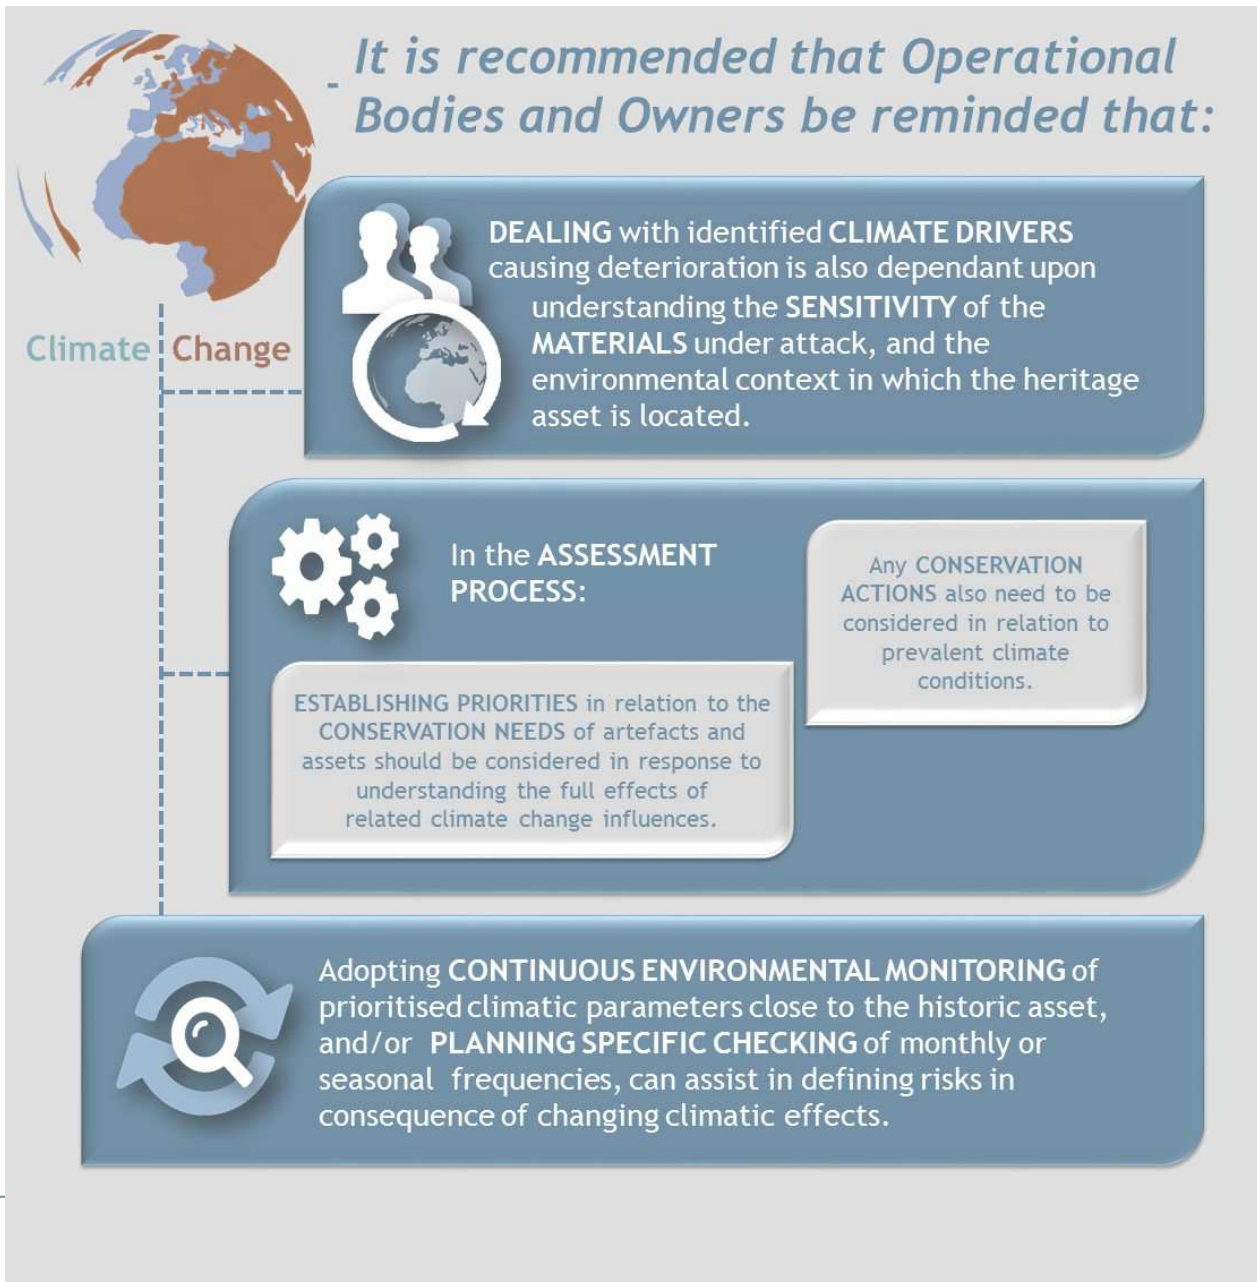 - It is recommended that Operational
Bodies and Owners be reminded that:
Climate Change
DEALING with identified CLIMATE DRIVERS
causing deterioration is also dependant upon
understanding the SENSITIVITY of the
MATERIALS under attack, and the
environmental context in which the heritage
asset is located.
In the ASSESSMENT
PROCESS:
Any CONSERVATION
ACTIONS also need to be
considered in relation to
prevalent climate
conditions.
ESTABLISHING PRIORITIES in relation to the
CONSERVATION NEEDS of artefacts and
assets should be considered in response to
understanding the full effects of
related climate change influences.
Adopting CONTINUOUS ENVIRONMENTAL MONITORING of
prioritised climatic parameters close to the historic asset,
and/or PLANNING SPECIFIC CHECKING of monthly or
seasonal frequencies, can assist in defining risks in
consequence of changing climatic effects.